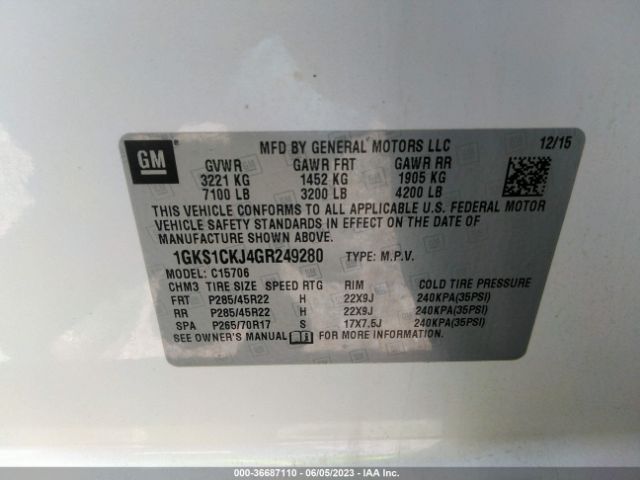 GM
MFD BY GENERAL MOTORS LLC 12/15
GVWR GAWR FRT GAWR RR
3221 KG 1452 KG 1905 KG
7100 LB 3200 LB 4200 LB
THIS VEHICLE CONFORMS TO ALL APPLICABLE U.S. FEDERAL MOTOR
VEHICLE SAFETY STANDARDS IN EFFECT ON THE DATE OF
MANUFACTURE SHOWN ABOVE.
1GKS1CKJ4GR249280 TYPE: M.P.V.
MODEL: C15706
CHM3 TIRE SIZE SPEED RTG RIM COLD TIRE PRESSURE
FRT P285/45R22 H 22X9J 240KPA(35PSI)
RR P285/45R22 H 22X9J 240KPA(35PSI)
SPA P265/70R17 S 17X7.5J 240KPA(35PSI)
SEE OWNER'S MANUAL FOR MORE INFORMATION.
000-36687110 - 06/05/2023 - IAA Inc.